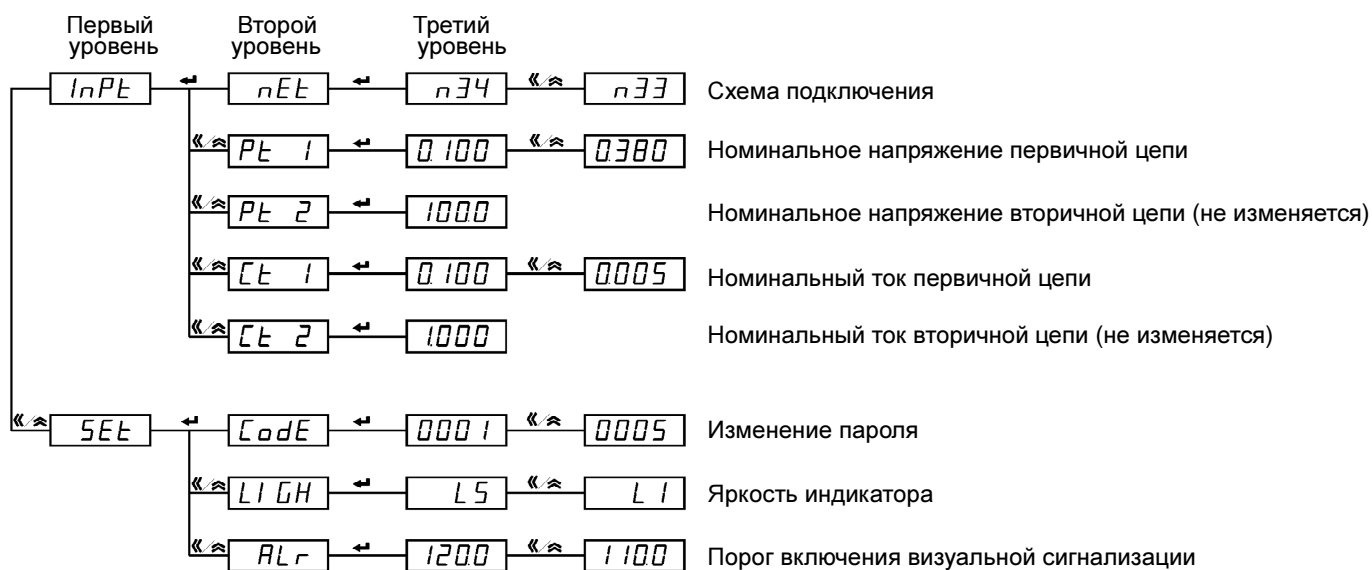 Первый уровень
Второй уровень
Третий уровень
InPt nEt n34 n33 Схема подключения
Pt 1 0.100 0.380 Номинальное напряжение первичной цепи
Pt 2 100.0 Номинальное напряжение вторичной цепи (не изменяется)
Ct 1 0.100 0.005 Номинальный ток первичной цепи
Ct 2 1.000 Номинальный ток вторичной цепи (не изменяется)
SEt CodE 0001 0005 Изменение пароля
LIGH L5 L1 Яркость индикатора
ALr 120.0 110.0 Порог включения визуальной сигнализации